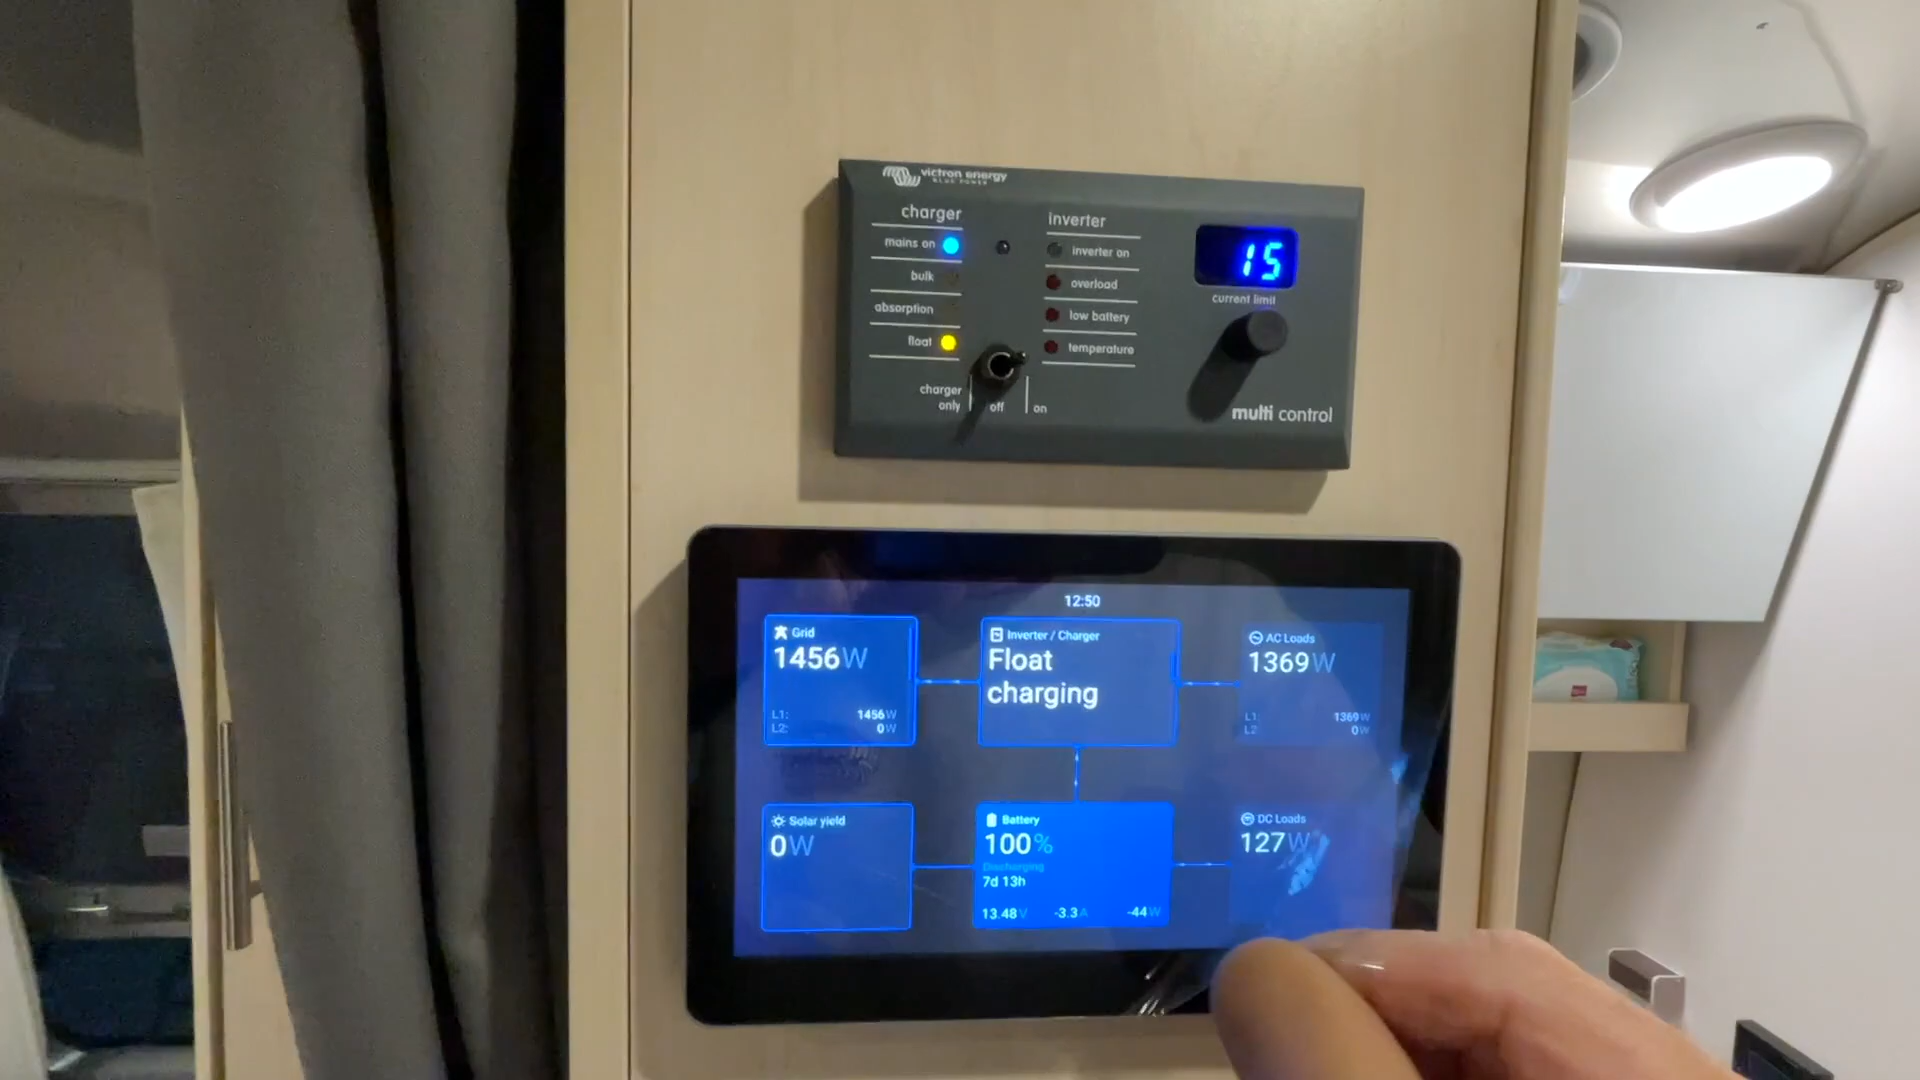 victron energy
BLUE POWER
charger
mains on
bulk
absorption
float
charger only
off
on
inverter
inverter on
overload
low battery
temperature
15
current limit
multi control
12:50
Grid
1456W
L1: 1456W
L2: 0W
Inverter / Charger
Float
charging
AC Loads
1369W
L1: 1369W
L2: 0W
Solar yield
0W
Battery
100%
Discharging
7d 13h
13.48V -3.3A -44W
DC Loads
127W